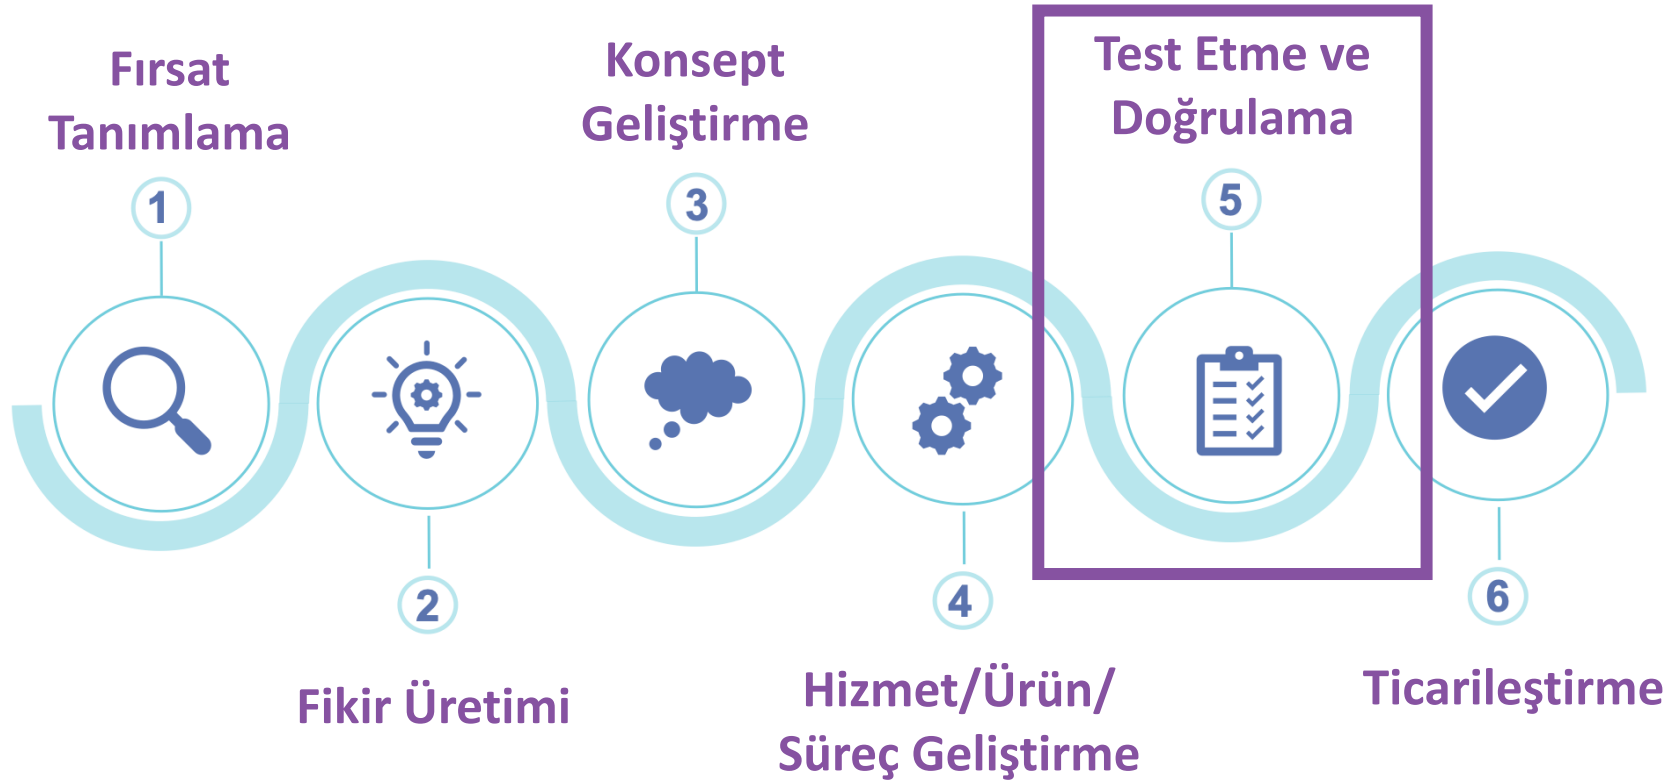 Fırsat
Tanımlama
1
2
Fikir Üretimi
Konsept
Geliştirme
3
4
Hizmet/Ürün/
Süreç Geliştirme
Test Etme ve
Doğrulama
5
6
Ticarileştirme